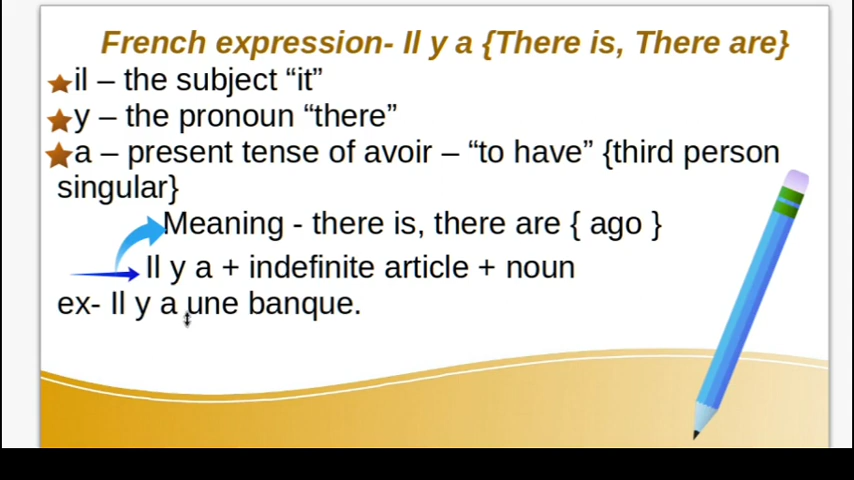 French expression- Il y a {There is, There are}
il – the subject “it”
y – the pronoun “there”
a – present tense of avoir – “to have” {third person
singular}
Meaning - there is, there are { ago }
Il y a + indefinite article + noun
ex- Il y a une banque.